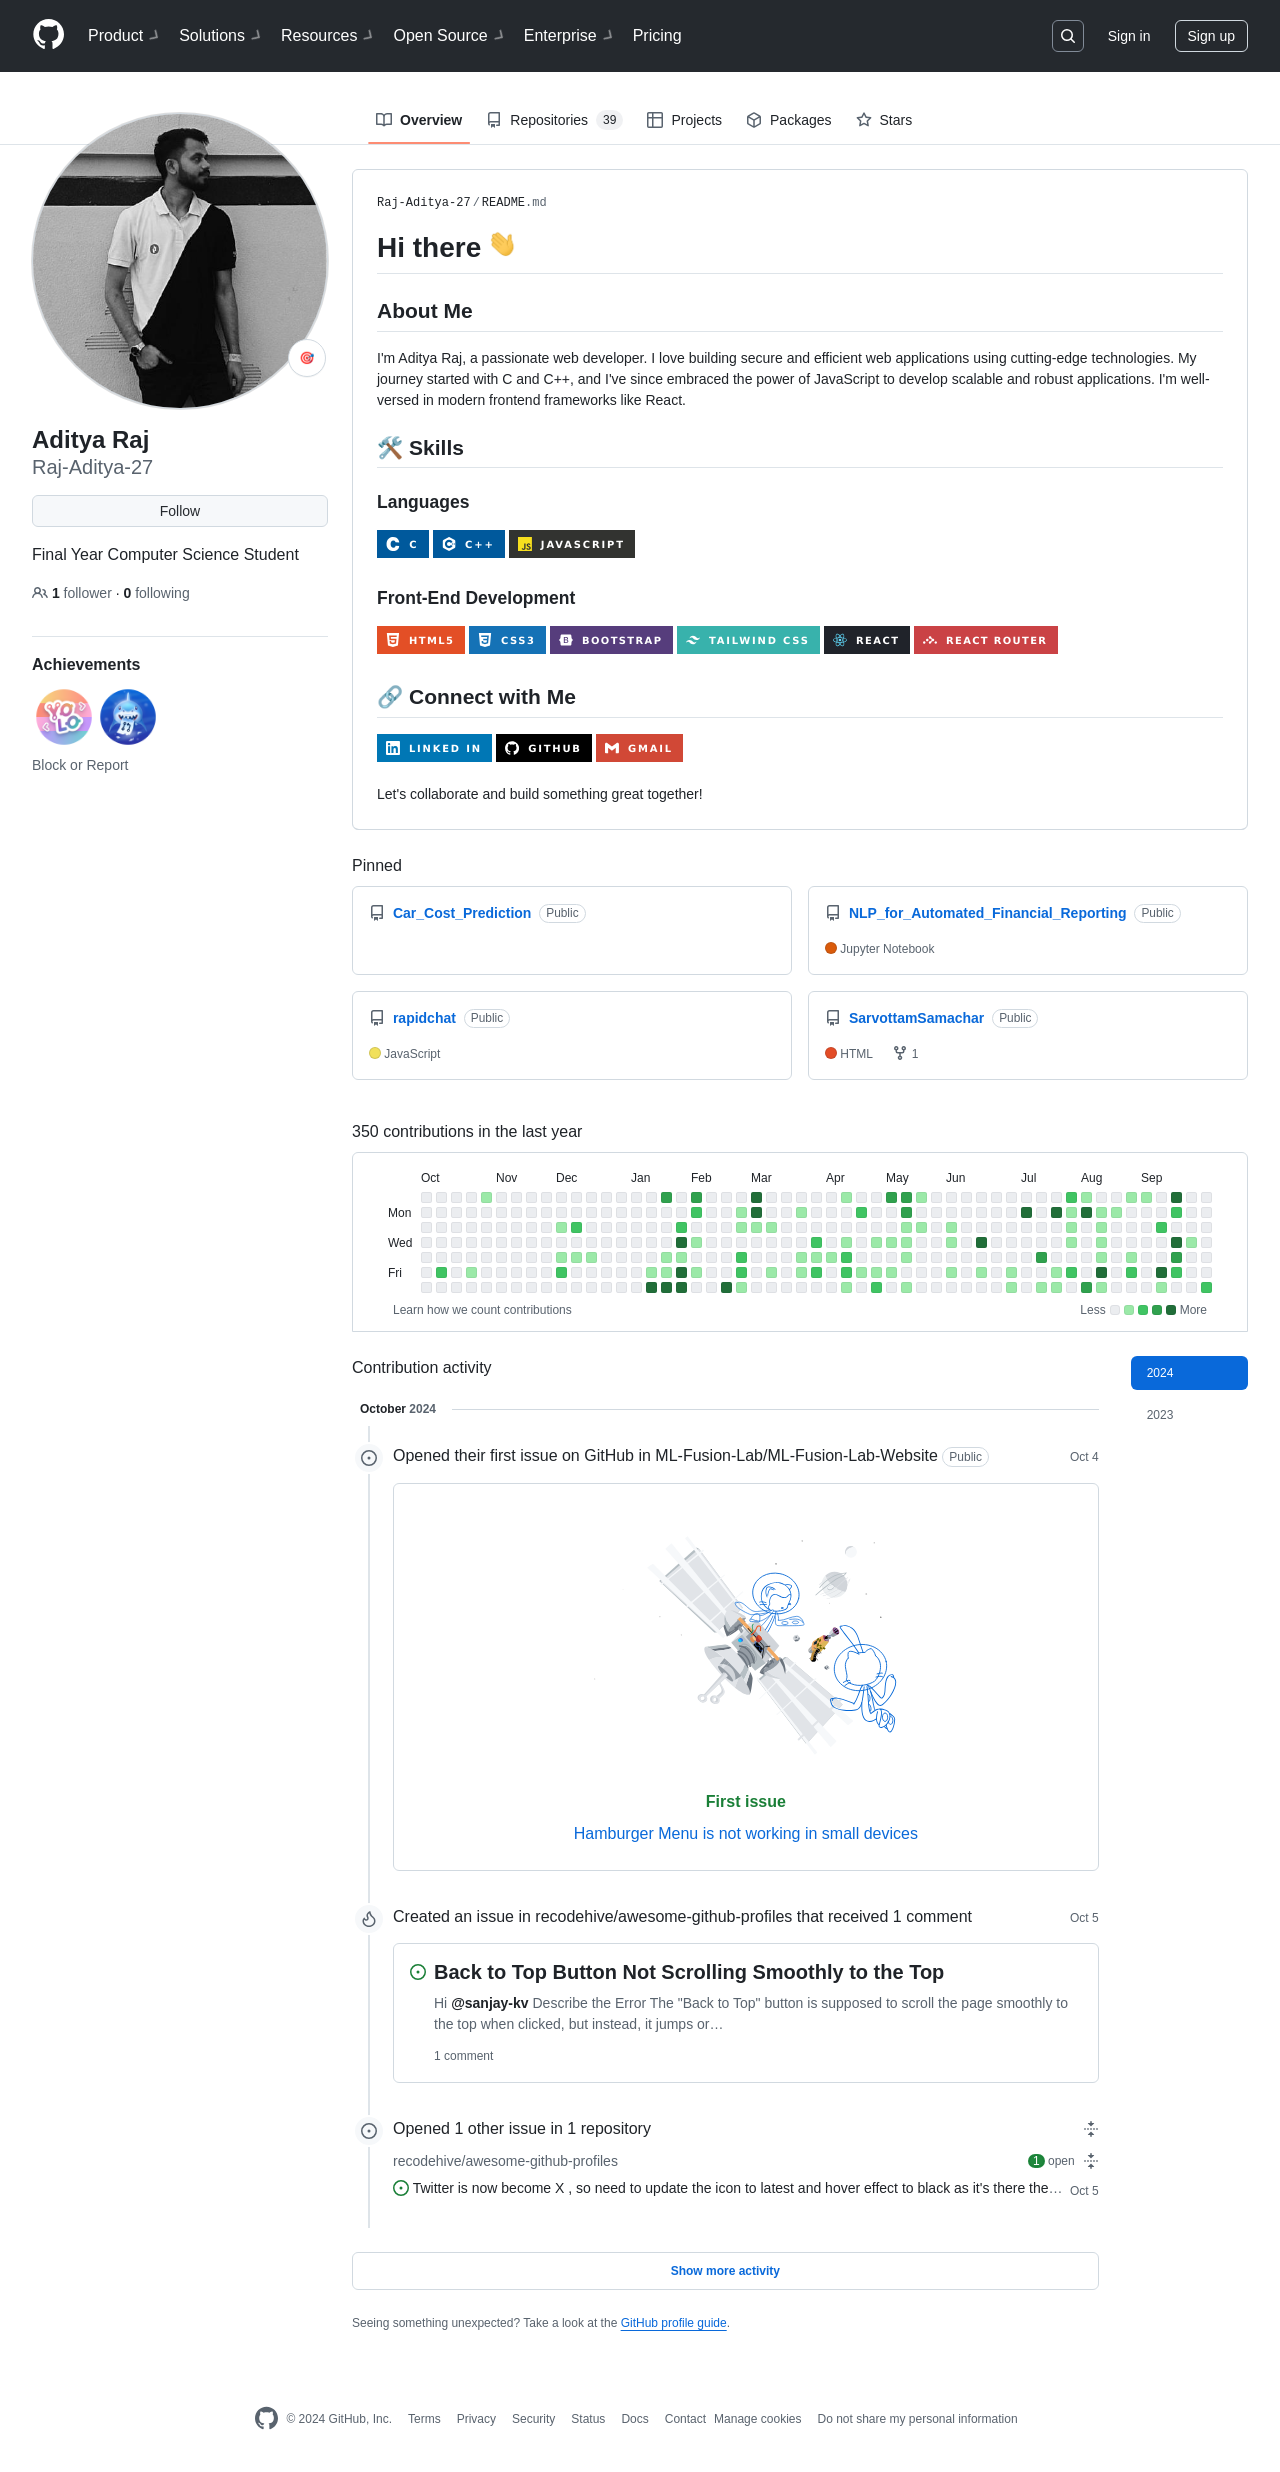 Product Solutions Resources Open Source Enterprise Pricing Sign in Sign up
Overview Repositories 39 Projects Packages Stars
Aditya Raj
Raj-Aditya-27
Follow
Final Year Computer Science Student
1 follower · 0 following
Achievements
YOLO
Block or Report
Raj-Aditya-27/README.md
Hi there 👋
About Me
I'm Aditya Raj, a passionate web developer. I love building secure and efficient web applications using cutting-edge technologies. My
journey started with C and C++, and I've since embraced the power of JavaScript to develop scalable and robust applications. I'm well-
versed in modern frontend frameworks like React.
🛠️ Skills
Languages
C C++ JS JAVASCRIPT
Front-End Development
HTML5 CSS3 B BOOTSTRAP TAILWIND CSS REACT REACT ROUTER
🔗 Connect with Me
in LINKED IN GITHUB GMAIL
Let's collaborate and build something great together!
Pinned
Car_Cost_Prediction Public
NLP_for_Automated_Financial_Reporting Public
Jupyter Notebook
rapidchat Public
JavaScript
SarvottamSamachar Public
HTML 1
350 contributions in the last year
Oct Nov Dec Jan Feb Mar Apr May Jun Jul Aug Sep
Mon
Wed
Fri
Learn how we count contributions Less More
Contribution activity
2024
2023
October 2024
Opened their first issue on GitHub in ML-Fusion-Lab/ML-Fusion-Lab-Website Public Oct 4
First issue
Hamburger Menu is not working in small devices
Created an issue in recodehive/awesome-github-profiles that received 1 comment Oct 5
Back to Top Button Not Scrolling Smoothly to the Top
Hi @sanjay-kv Describe the Error The "Back to Top" button is supposed to scroll the page smoothly to
the top when clicked, but instead, it jumps or…
1 comment
Opened 1 other issue in 1 repository
recodehive/awesome-github-profiles 1 open
Twitter is now become X , so need to update the icon to latest and hover effect to black as it's there the… Oct 5
Show more activity
Seeing something unexpected? Take a look at the GitHub profile guide.
© 2024 GitHub, Inc. Terms Privacy Security Status Docs Contact Manage cookies Do not share my personal information